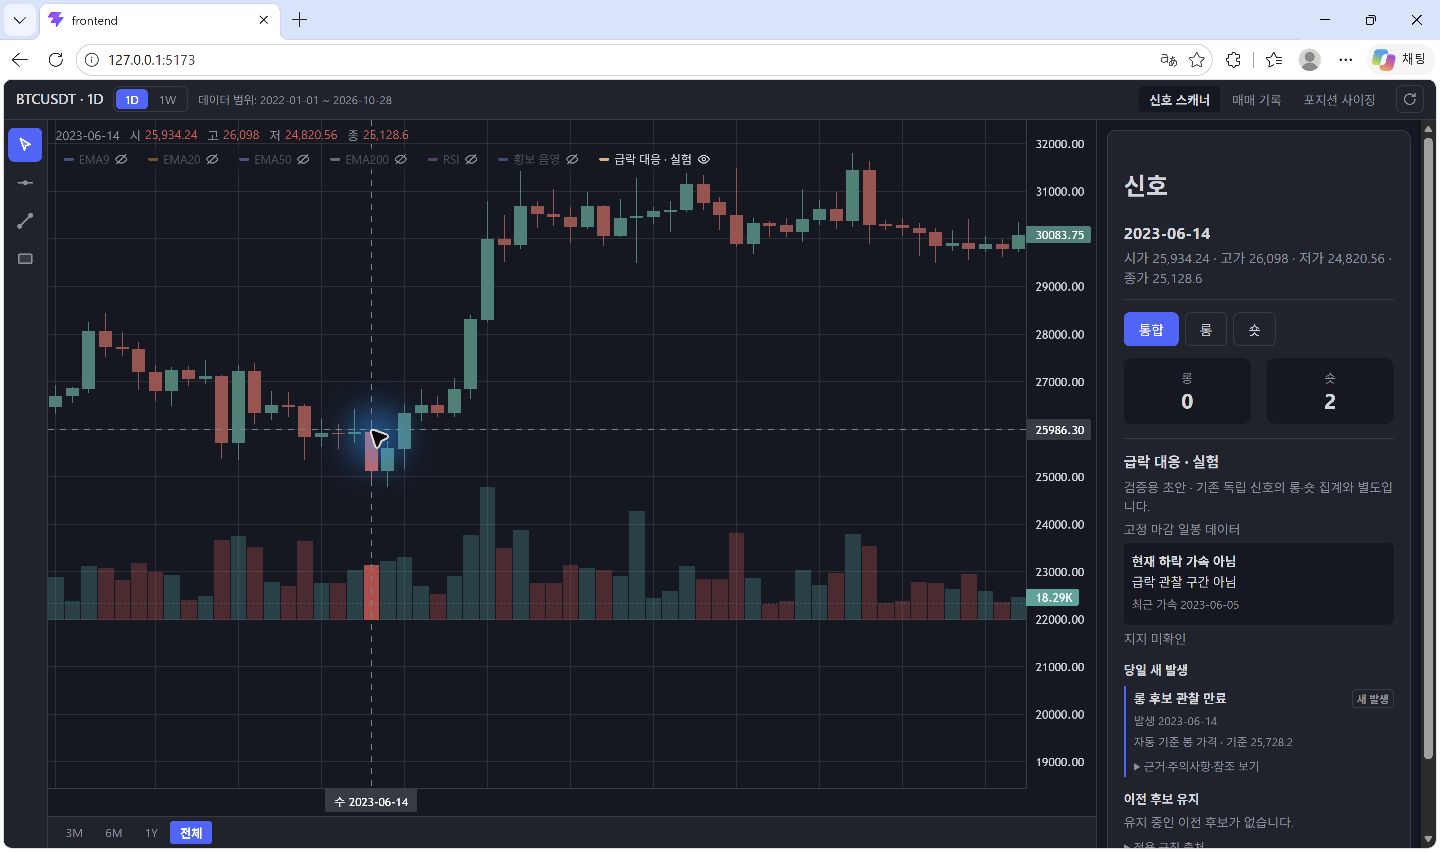 frontend
127.0.0.1:5173
채팅
BTCUSDT · 1D
1D
1W
데이터 범위: 2022-01-01 ~ 2026-10-28
신호 스캐너
매매 기록
포지션 사이징
2023-06-14 시 25,934.24 고 26,098 저 24,820.56 종 25,128.6
EMA9
EMA20
EMA50
EMA200
RSI
횡보 음영
급락 대응 · 실험
32000.00
31000.00
30083.75
29000.00
28000.00
27000.00
25986.30
25000.00
24000.00
23000.00
18.29K
22000.00
21000.00
20000.00
19000.00
수 2023-06-14
3M
6M
1Y
전체
신호
2023-06-14
시가 25,934.24 · 고가 26,098 · 저가 24,820.56 ·
종가 25,128.6
통합
롱
숏
롱
0
숏
2
급락 대응 · 실험
검증용 초안 · 기존 독립 신호의 롱·숏 집계와 별도입
니다.
고정 마감 일봉 데이터
현재 하락 가속 아님
급락 관찰 구간 아님
최근 가속 2023-06-05
지지 미확인
당일 새 발생
롱 후보 관찰 만료
새 발생
발생 2023-06-14
자동 기준 봉 가격 · 기준 25,728.2
▶ 근거·주의사항·참조 보기
이전 후보 유지
유지 중인 이전 후보가 없습니다.